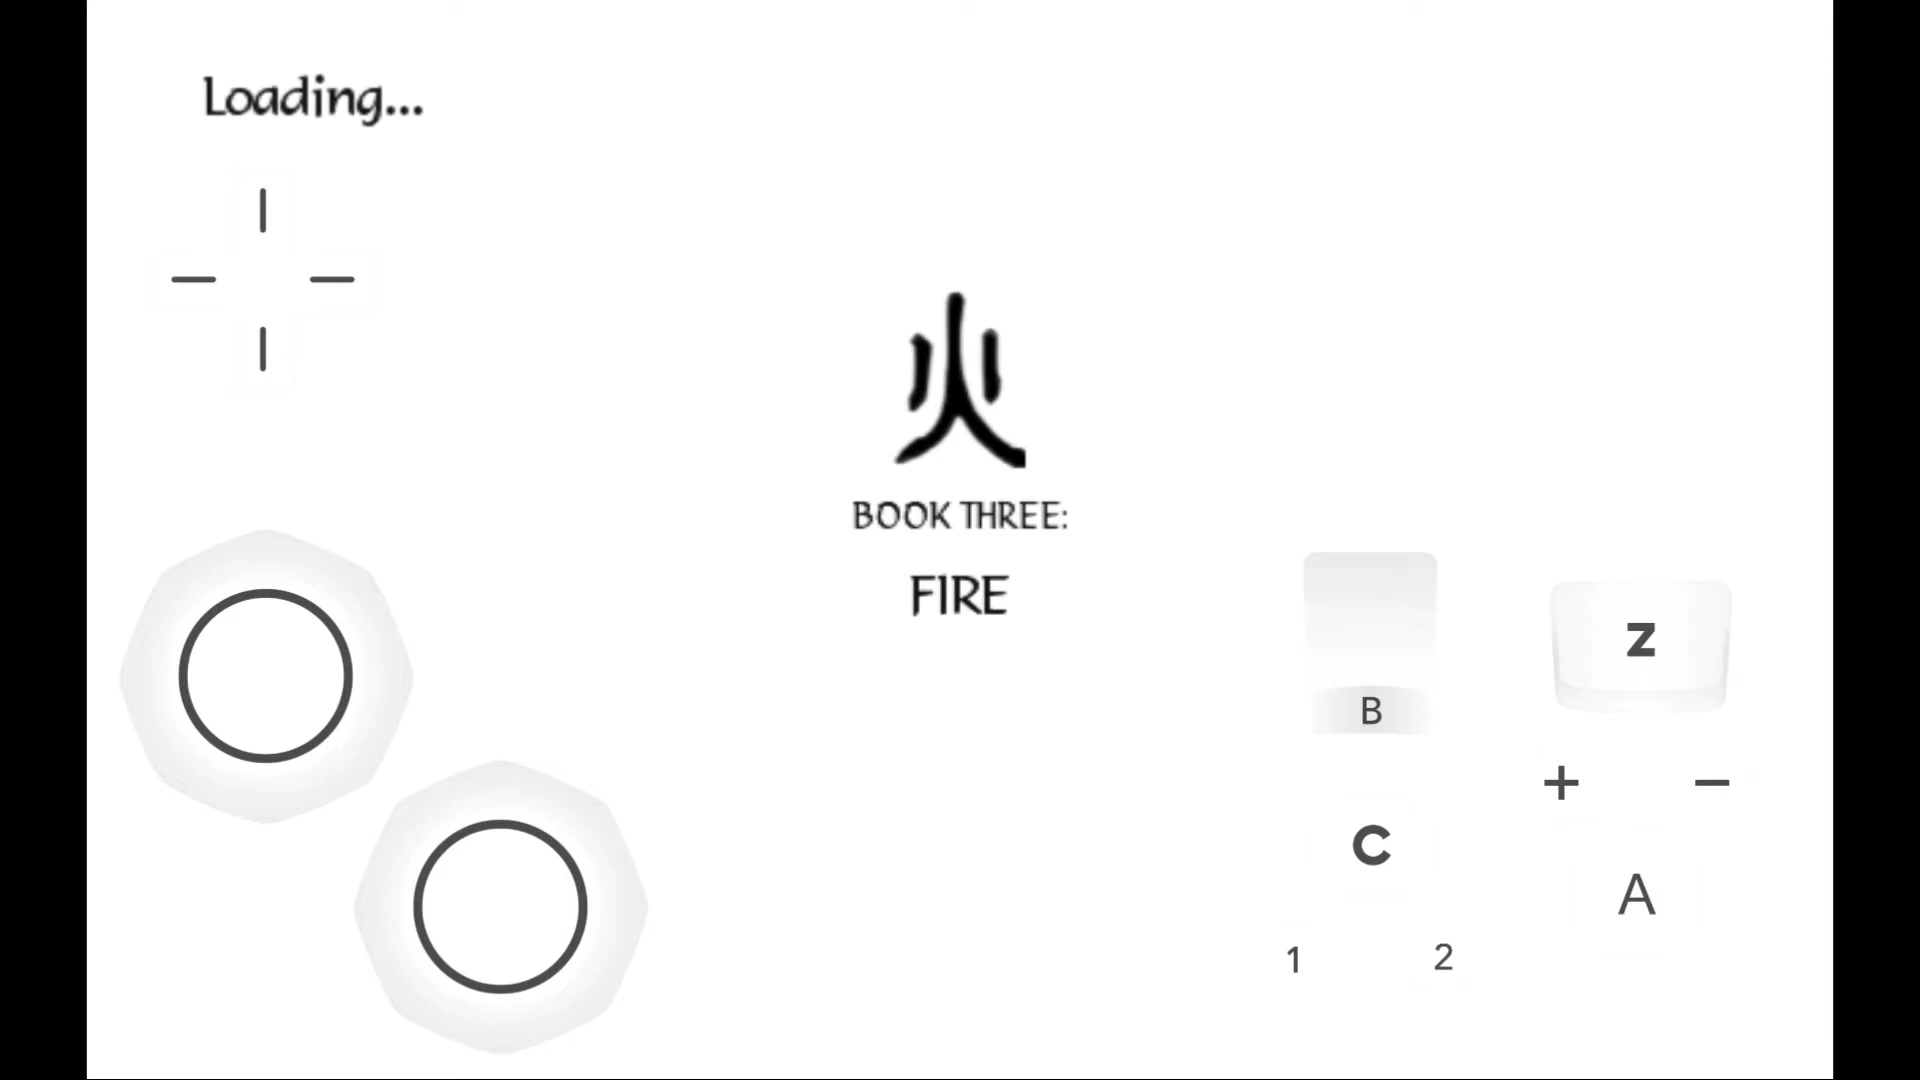 Loading...
火
BOOK THREE:
FIRE
Z
B
+ −
C
A
1 2